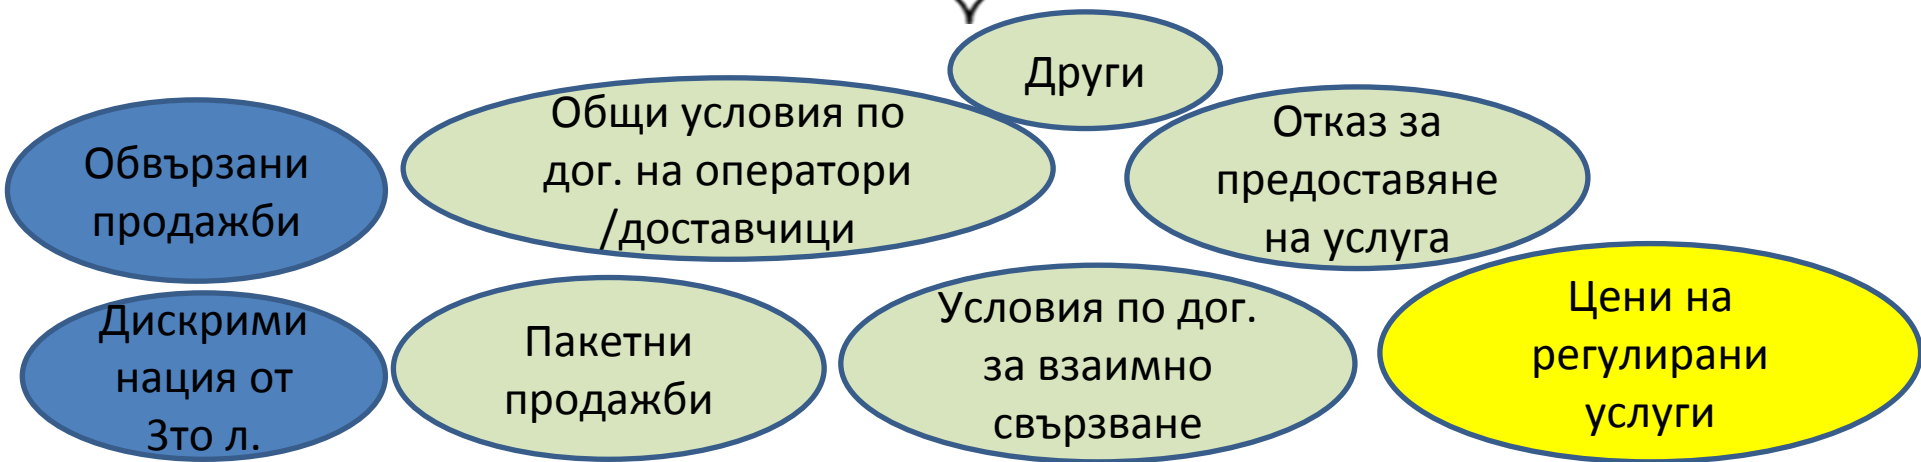 Други
Общи условия по
дог. на оператори
/доставчици
Отказ за
предоставяне
на услуга
Обвързани
продажби
Дискрими
нация от
3то л.
Пакетни
продажби
Условия по дог.
за взаимно
свързване
Цени на
регулирани
услуги